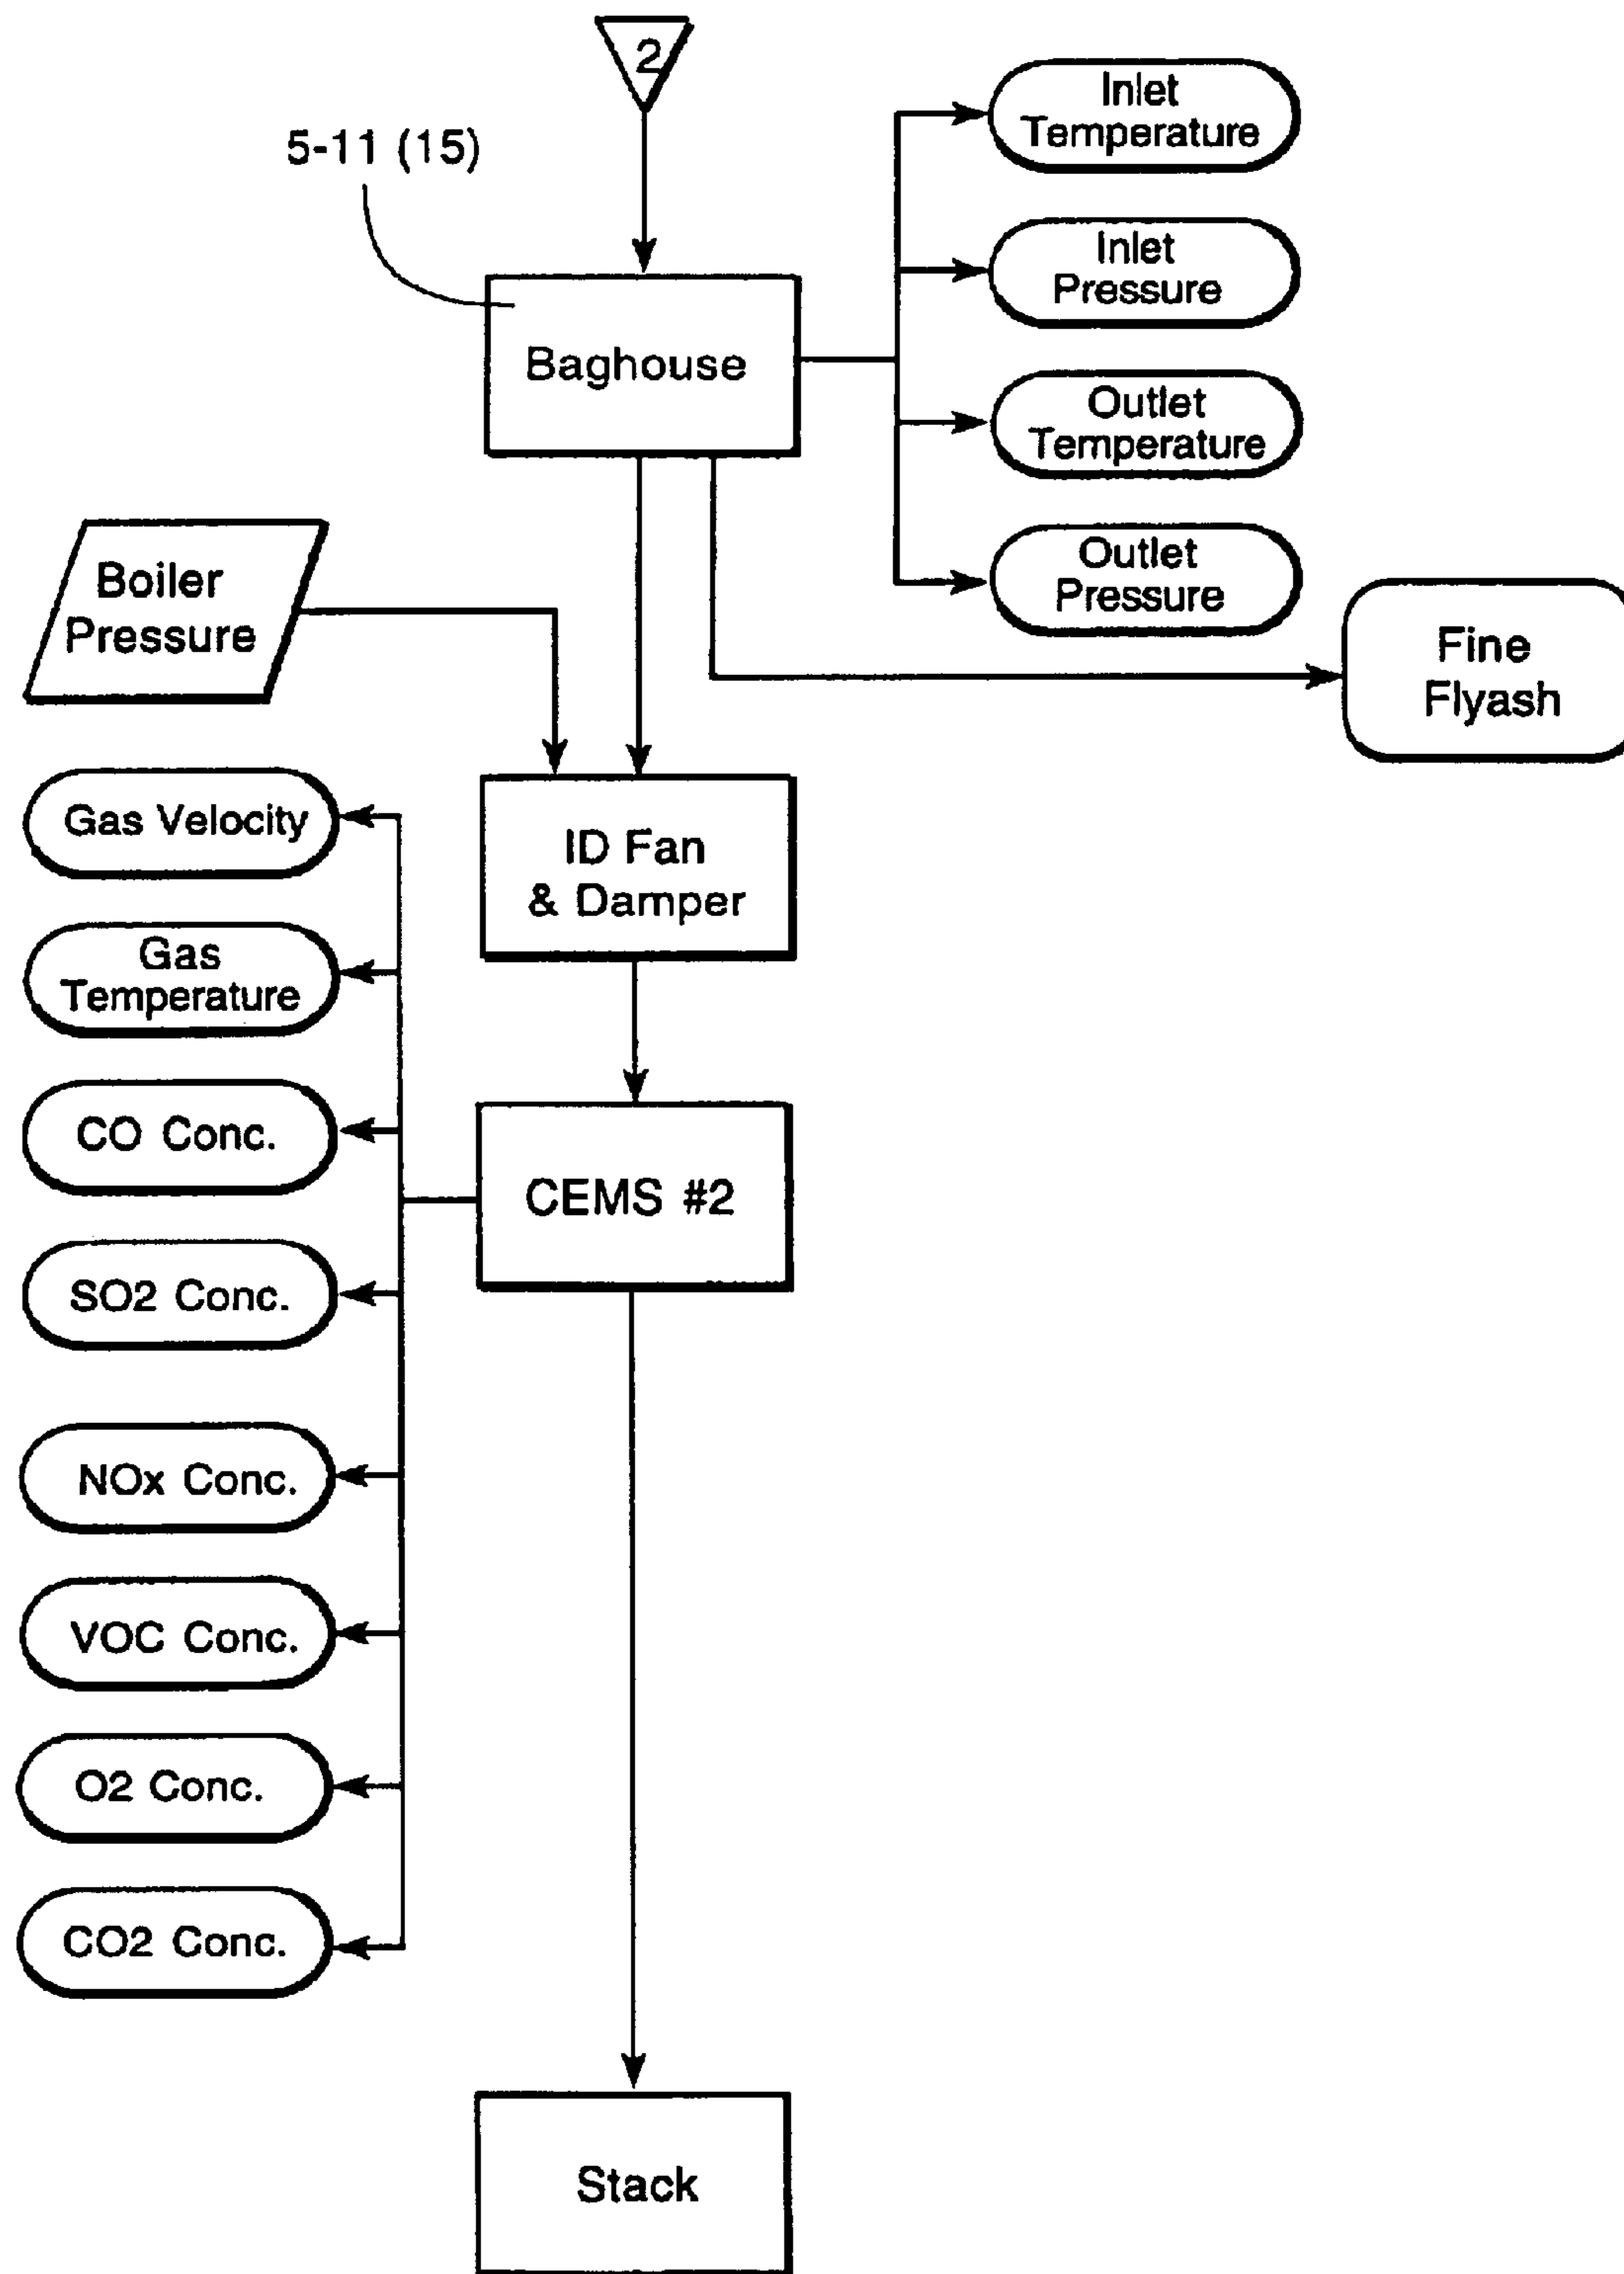 2
5-11 (15)
Inlet
Temperature
Inlet
Pressure
Baghouse
Outlet
Temperature
Outlet
Pressure
Boiler
Pressure
Fine
Flyash
Gas Velocity
ID Fan
& Damper
Gas
Temperature
CO Conc.
CEMS #2
SO2 Conc.
NOx Conc.
VOC Conc.
O2 Conc.
CO2 Conc.
Stack